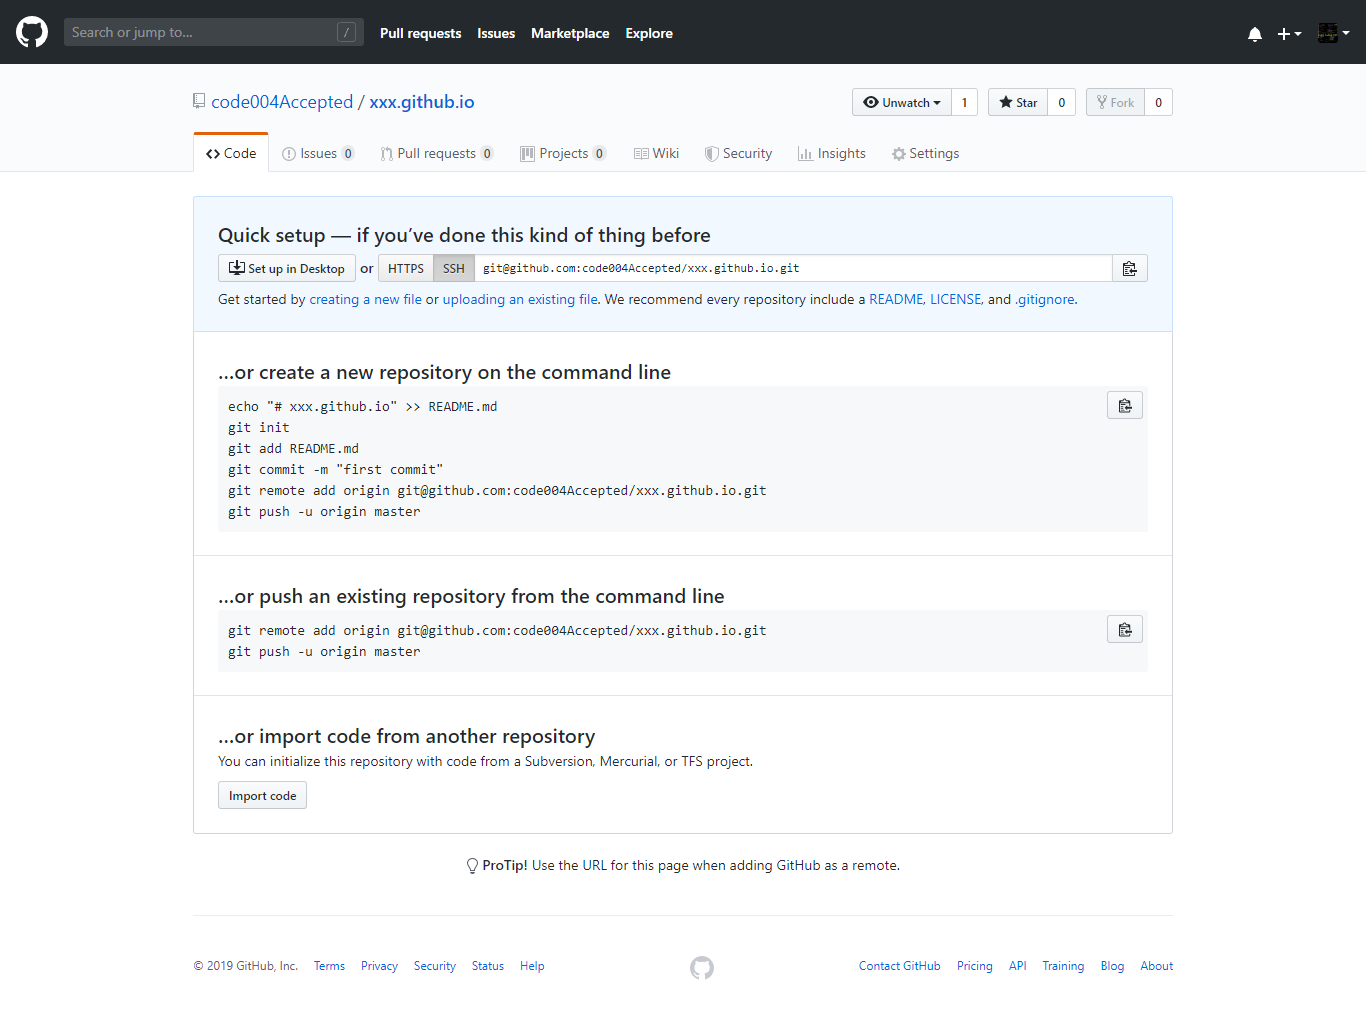 Search or jump to... / Pull requests Issues Marketplace Explore
code004Accepted / xxx.github.io Unwatch 1 Star 0 Fork 0
Code Issues 0 Pull requests 0 Projects 0 Wiki Security Insights Settings
Quick setup — if you’ve done this kind of thing before
Set up in Desktop or HTTPS SSH git@github.com:code004Accepted/xxx.github.io.git
Get started by creating a new file or uploading an existing file. We recommend every repository include a README, LICENSE, and .gitignore.
…or create a new repository on the command line
echo "# xxx.github.io" >> README.md
git init
git add README.md
git commit -m "first commit"
git remote add origin git@github.com:code004Accepted/xxx.github.io.git
git push -u origin master
…or push an existing repository from the command line
git remote add origin git@github.com:code004Accepted/xxx.github.io.git
git push -u origin master
…or import code from another repository
You can initialize this repository with code from a Subversion, Mercurial, or TFS project.
Import code
ProTip! Use the URL for this page when adding GitHub as a remote.
© 2019 GitHub, Inc. Terms Privacy Security Status Help Contact GitHub Pricing API Training Blog About